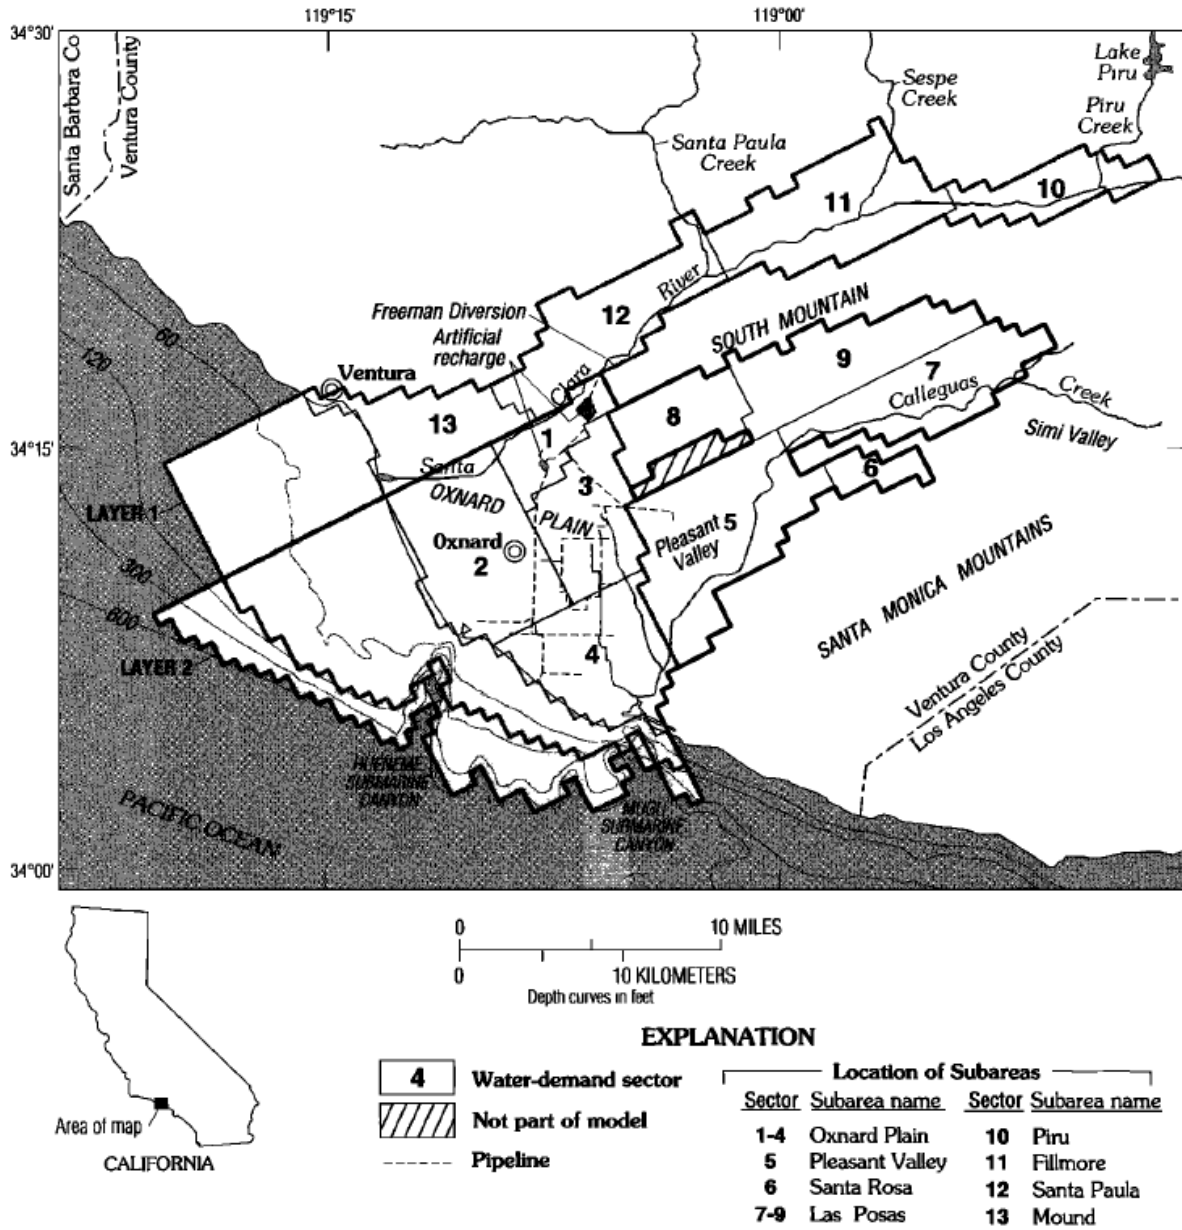 119°15'
119°00'
34°30'
Santa Barbara Co
Ventura County
Lake
Piru
Sespe
Creek
Piru
Creek
Santa Paula
Creek
10
11
River
Freeman Diversion
12
Artificial
recharge
SOUTH MOUNTAIN
60
120
9
Ventura
Clara
7
Calleguas
Creek
13
8
Simi Valley
1
34°15'
Santa
6
OXNARD
3
LAYER 1
PLAIN
5
Pleasant
Valley
Oxnard
2
SANTA MONICA MOUNTAINS
300
600
LAYER 2
4
Ventura County
Los Angeles County
HUENEME
SUBMARINE
CANYON
MUGU
SUBMARINE
CANYON
PACIFIC OCEAN
34°00'
0 10 MILES
0 10 KILOMETERS
Depth curves in feet
Area of map
CALIFORNIA
EXPLANATION
4 Water-demand sector
Not part of model
Pipeline
Location of Subareas
Sector Subarea name Sector Subarea name
1-4 Oxnard Plain 10 Piru
5 Pleasant Valley 11 Fillmore
6 Santa Rosa 12 Santa Paula
7-9 Las Posas 13 Mound